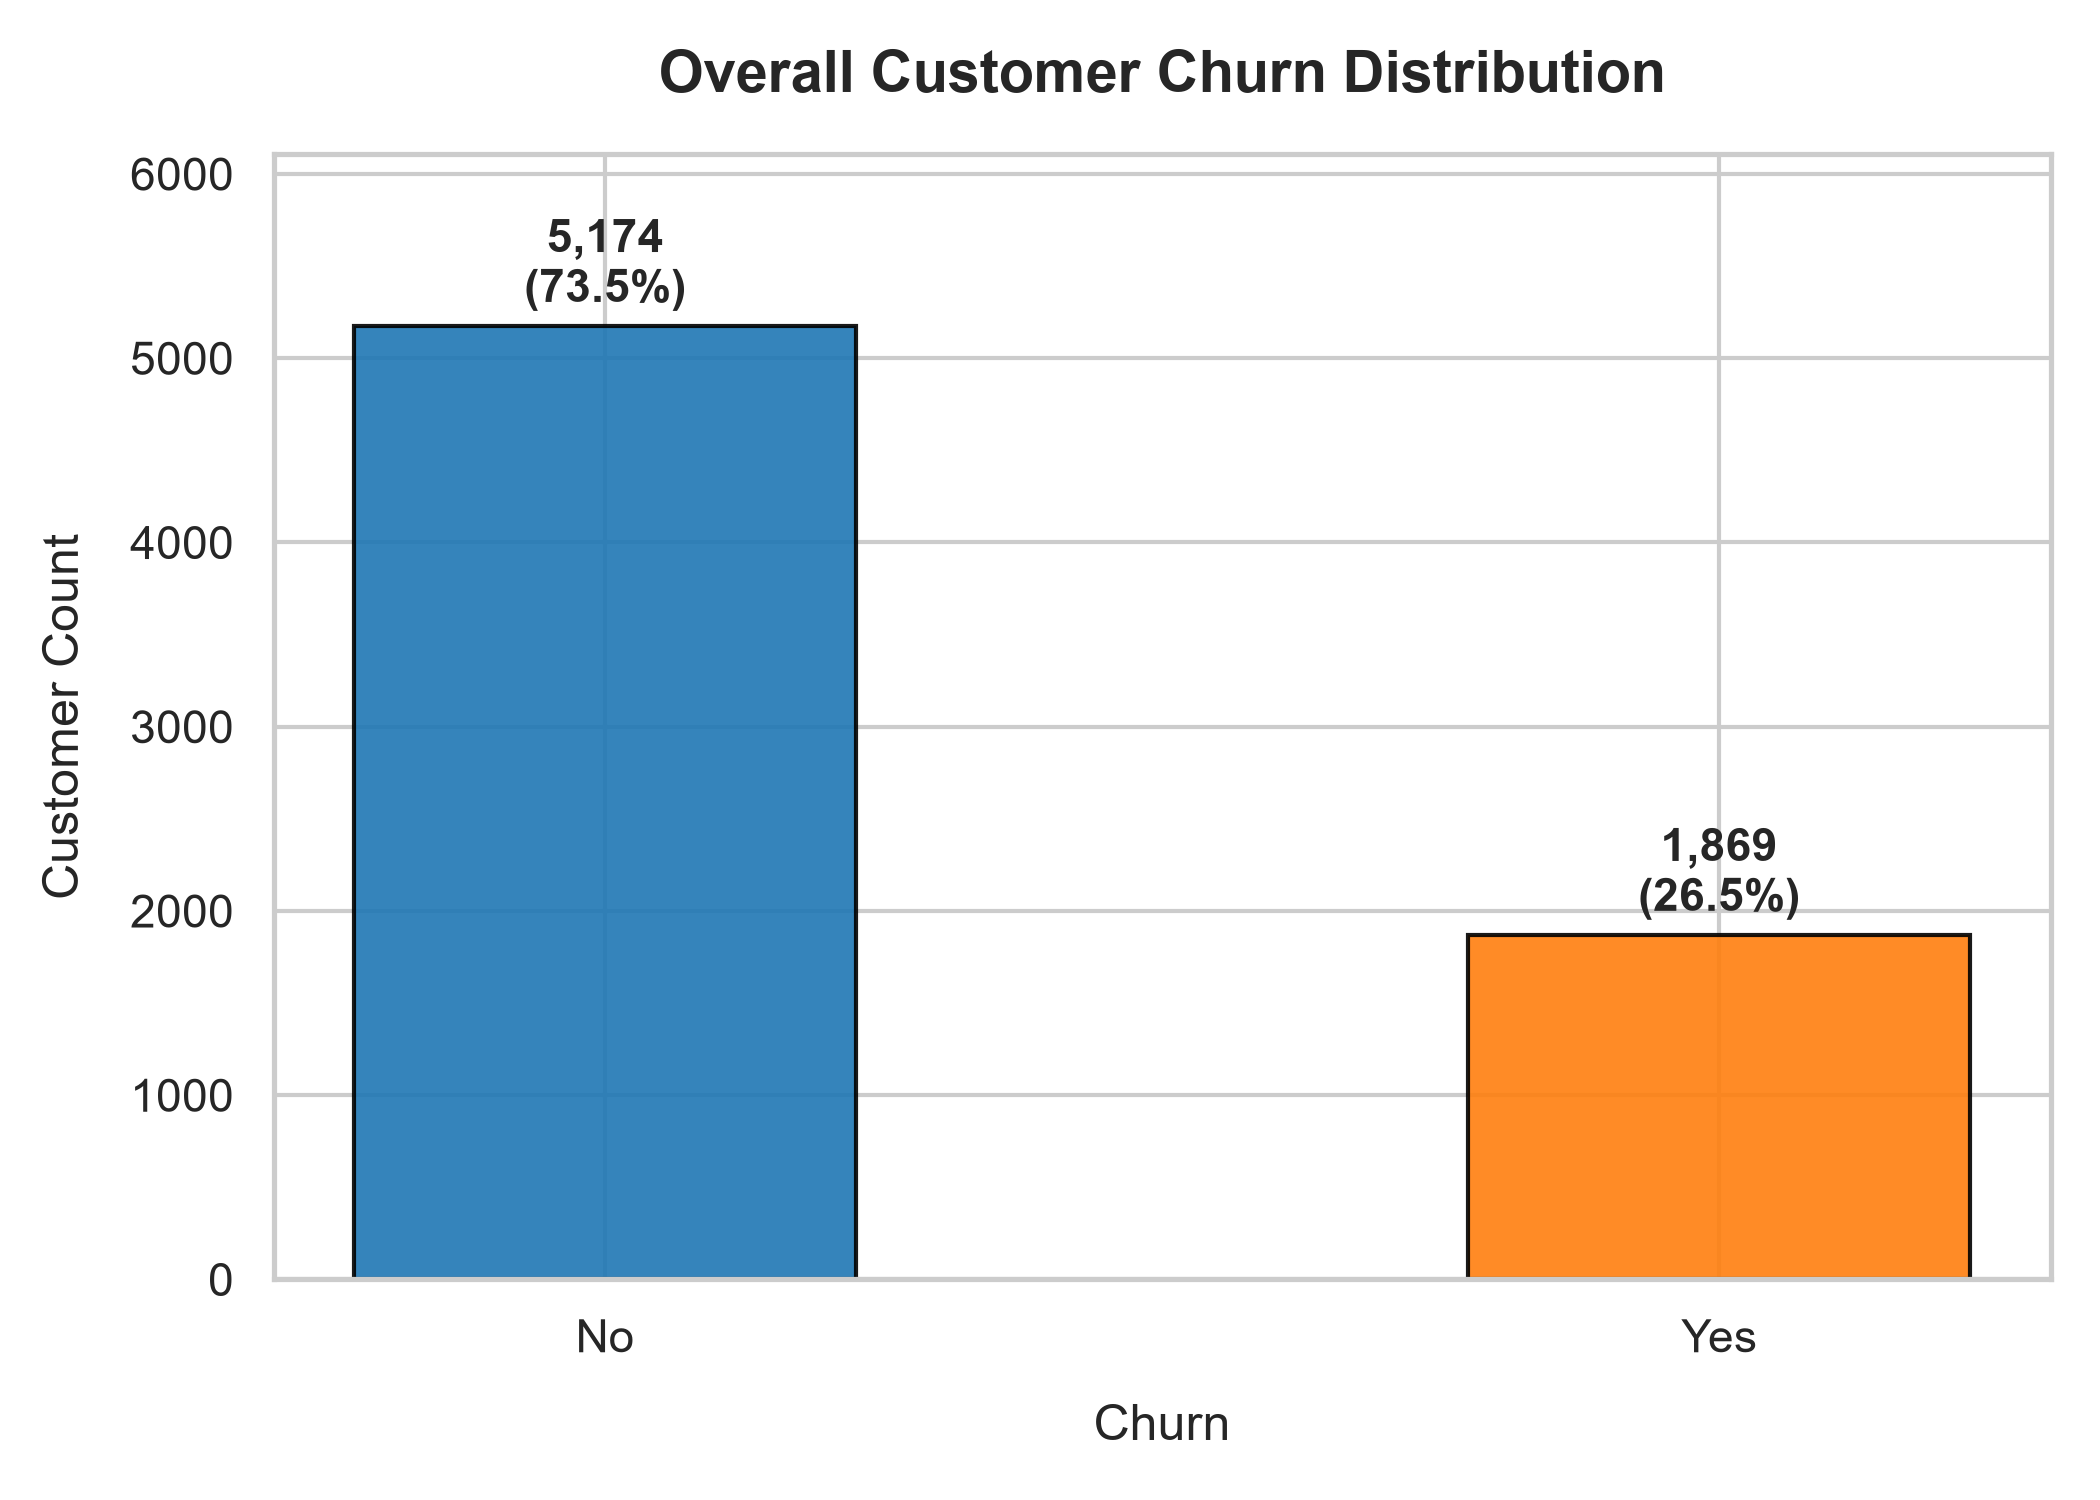 Overall Customer Churn Distribution
6000
5,174
(73.5%)
5000
4000
Customer Count
3000
1,869
(26.5%)
2000
1000
0
No
Yes
Churn